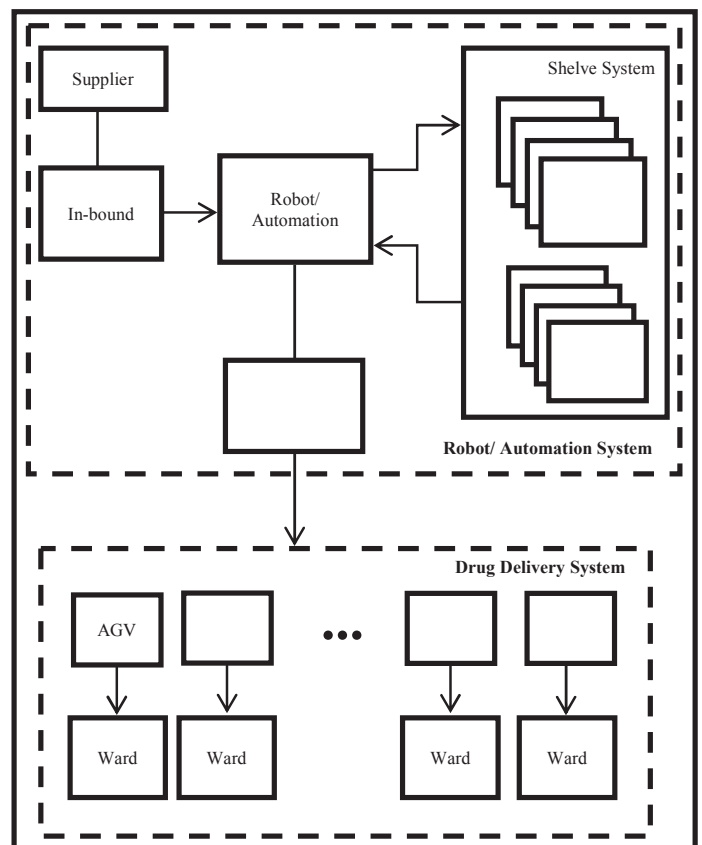 Supplier
Shelve System
In-bound
Robot/
Automation
Robot/ Automation System
Drug Delivery System
AGV
Ward
Ward
Ward
Ward